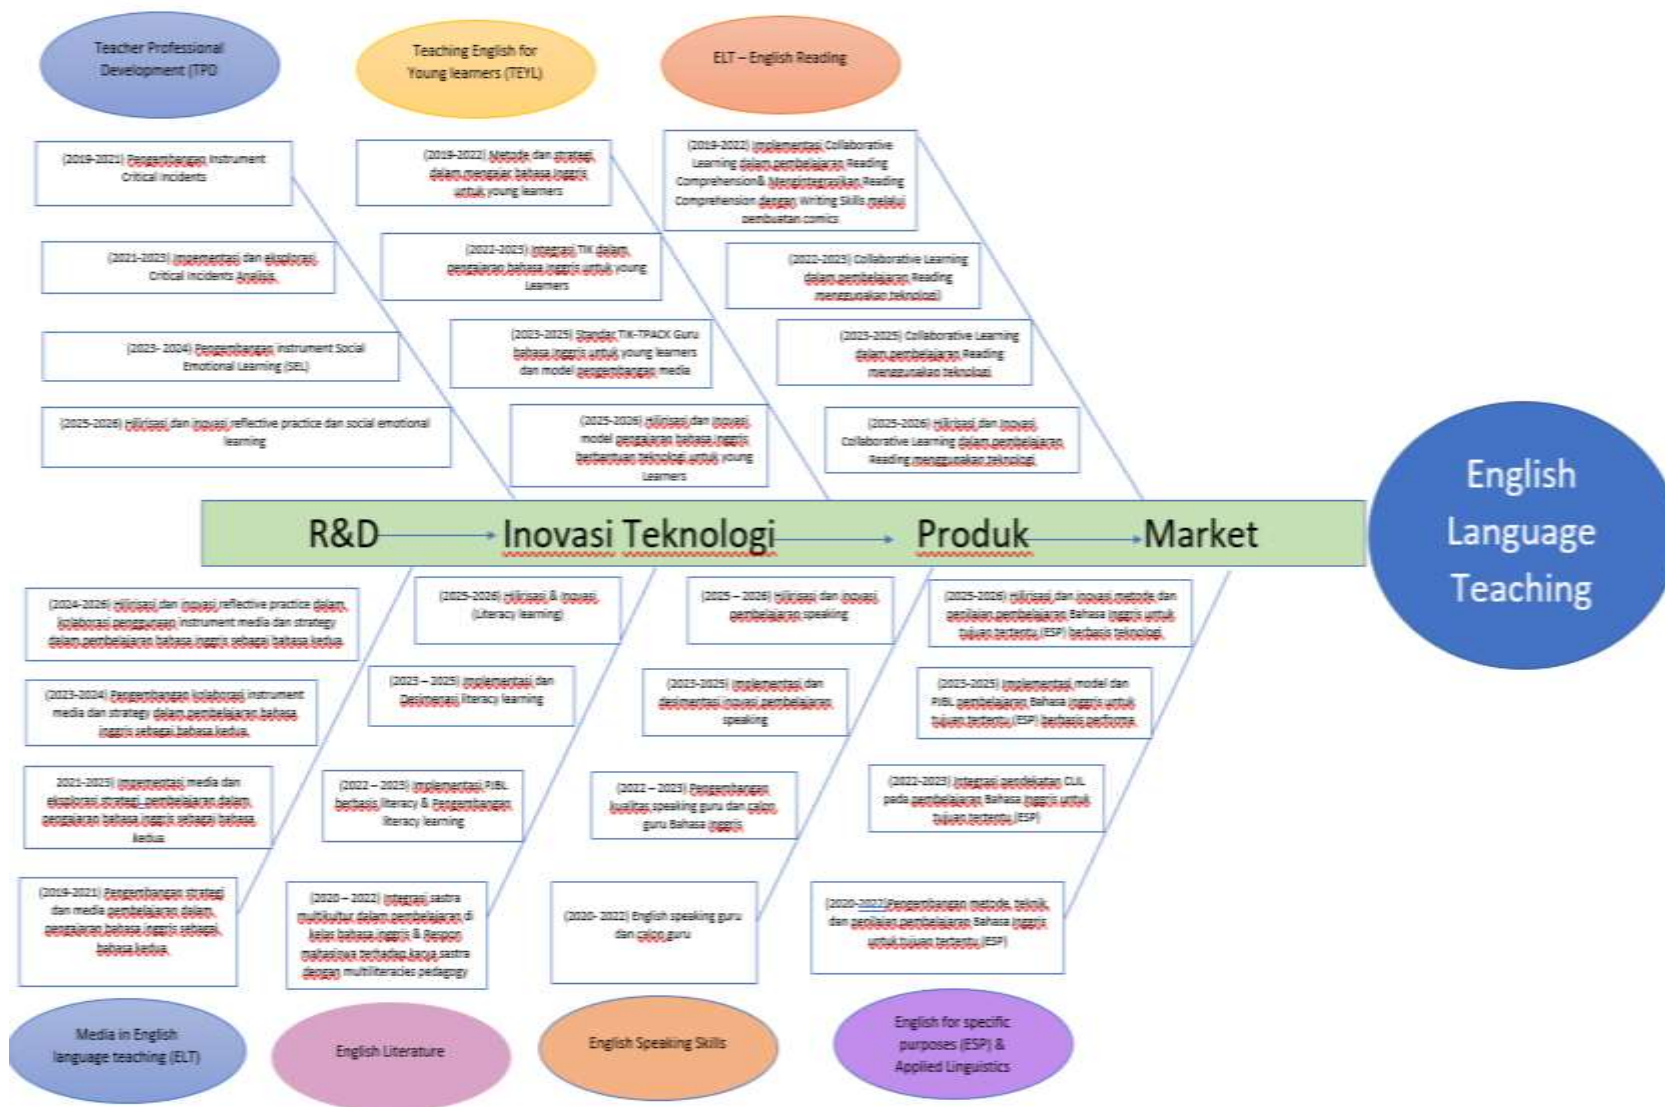 Teacher Professional
Development (TPD
Teaching English for
Young learners (TEYL)
ELT – English Reading
(2019-2021) Pengembangan Instrument
Critical Incidents
(2021-2023) Impementasi dan eksplorasi
Critical Incidents Analisis
(2023- 2024) Pengembangan instrument Social
Emotional Learning (SEL)
(2025-2026) Hilirisasi dan inovasi reflective practice dan social emotional
learning
(2019-2022) Metode dan strategi
dalam mengajar bahasa Inggris
untuk young learners
(2022-2023) Integrasi TIK dalam
pengajaran bahasa Inggris untuk young
Learners
(2023-2025) Standar TIK-TPACK Guru
bahasa Inggris untuk young learners
dan model pengembangan media
(2025-2026) Hilirisasi dan Inovasi
model pengajaran bahasa Inggris
berbantuan teknologi untuk young
Learners
(2019-2022) Implementasi Collaborative
Learning dalam pembelajaran Reading
Comprehension& Mengintegrasikan Reading
Comprehension dengan Writing Skills melalui
pembuatan comics
(2022-2023) Collaborative Learning
dalam pembelajaran Reading
menggunakan teknologi)
(2023-2025) Collaborative Learning
dalam pembelajaran Reading
menggunakan teknologi
(2025-2026) Hilirisasi dan Inovasi
Collaborative Learning dalam pembelajaran
Reading menggunakan teknologi
R&D
Inovasi Teknologi
Produk
Market
English
Language
Teaching
(2024-2026) Hilirisasi dan inovasi reflective practice dalam
kolaborasi penggunaan instrument media dan strategy
dalam pembelajaran bahasa inggris sebagai bahasa kedua
(2023-2024) Pengembangan kolaborasi instrument
media dan strategy dalam pembelajaran bahasa
inggris sebagai bahasa kedua
2021-2023) Impementasi media dan
eksplorasi strategi pembelajaran dalam
pengajaran bahasa inggris sebagai bahasa
kedua
(2019-2021) Pengembangan strategi
dan media pembelajaran dalam
pengajaran bahasa inggris sebagai
bahasa kedua
(2025-2026) Hilirisasi & Inovasi
(Literacy learning)
(2023 – 2025) Implementasi dan
Desimenasi literacy learning
(2022 – 2023) Implementasi PJBL
berbasis literacy & Pengembangan
literacy learning
(2020 – 2022) Integrasi sastra
multikultur dalam pembelajaran di
kelas bahasa inggris & Respon
mahasiswa terhadap karya sastra
dengan multiliteracies pedagogy
(2025 – 2026) Hilirisasi dan inovasi
pembelajaran speaking
(2023-2025) Implementasi dan
desimentasi inovasi pembelajaran
speaking
(2022 – 2023) Pengembangan
kualitas speaking guru dan calon
guru Bahasa Inggris
(2020- 2022) English speaking guru
dan calon guru
(2025-2026) Hilirisasi dan inovasi metode dan
penilaian pembelajaran Bahasa Inggris untuk
tujuan tertentu (ESP) berbasis teknologi
(2023-2025) Implementasi model dan
PJBL pembelajaran Bahasa Inggris untuk
tujuan tertentu (ESP) berbasis performa
(2022-2023) Integrasi pendekatan CLIL
pada pembelajaran Bahasa Inggris untuk
tujuan tertentu (ESP)
(2020-2022)Pengembangan metode, teknik,
dan penilaian pembelajaran Bahasa Inggris
untuk tujuan tertentu (ESP)
Media in English
language teaching (ELT)
English Literature
English Speaking Skills
English for specific
purposes (ESP) &
Applied Linguistics